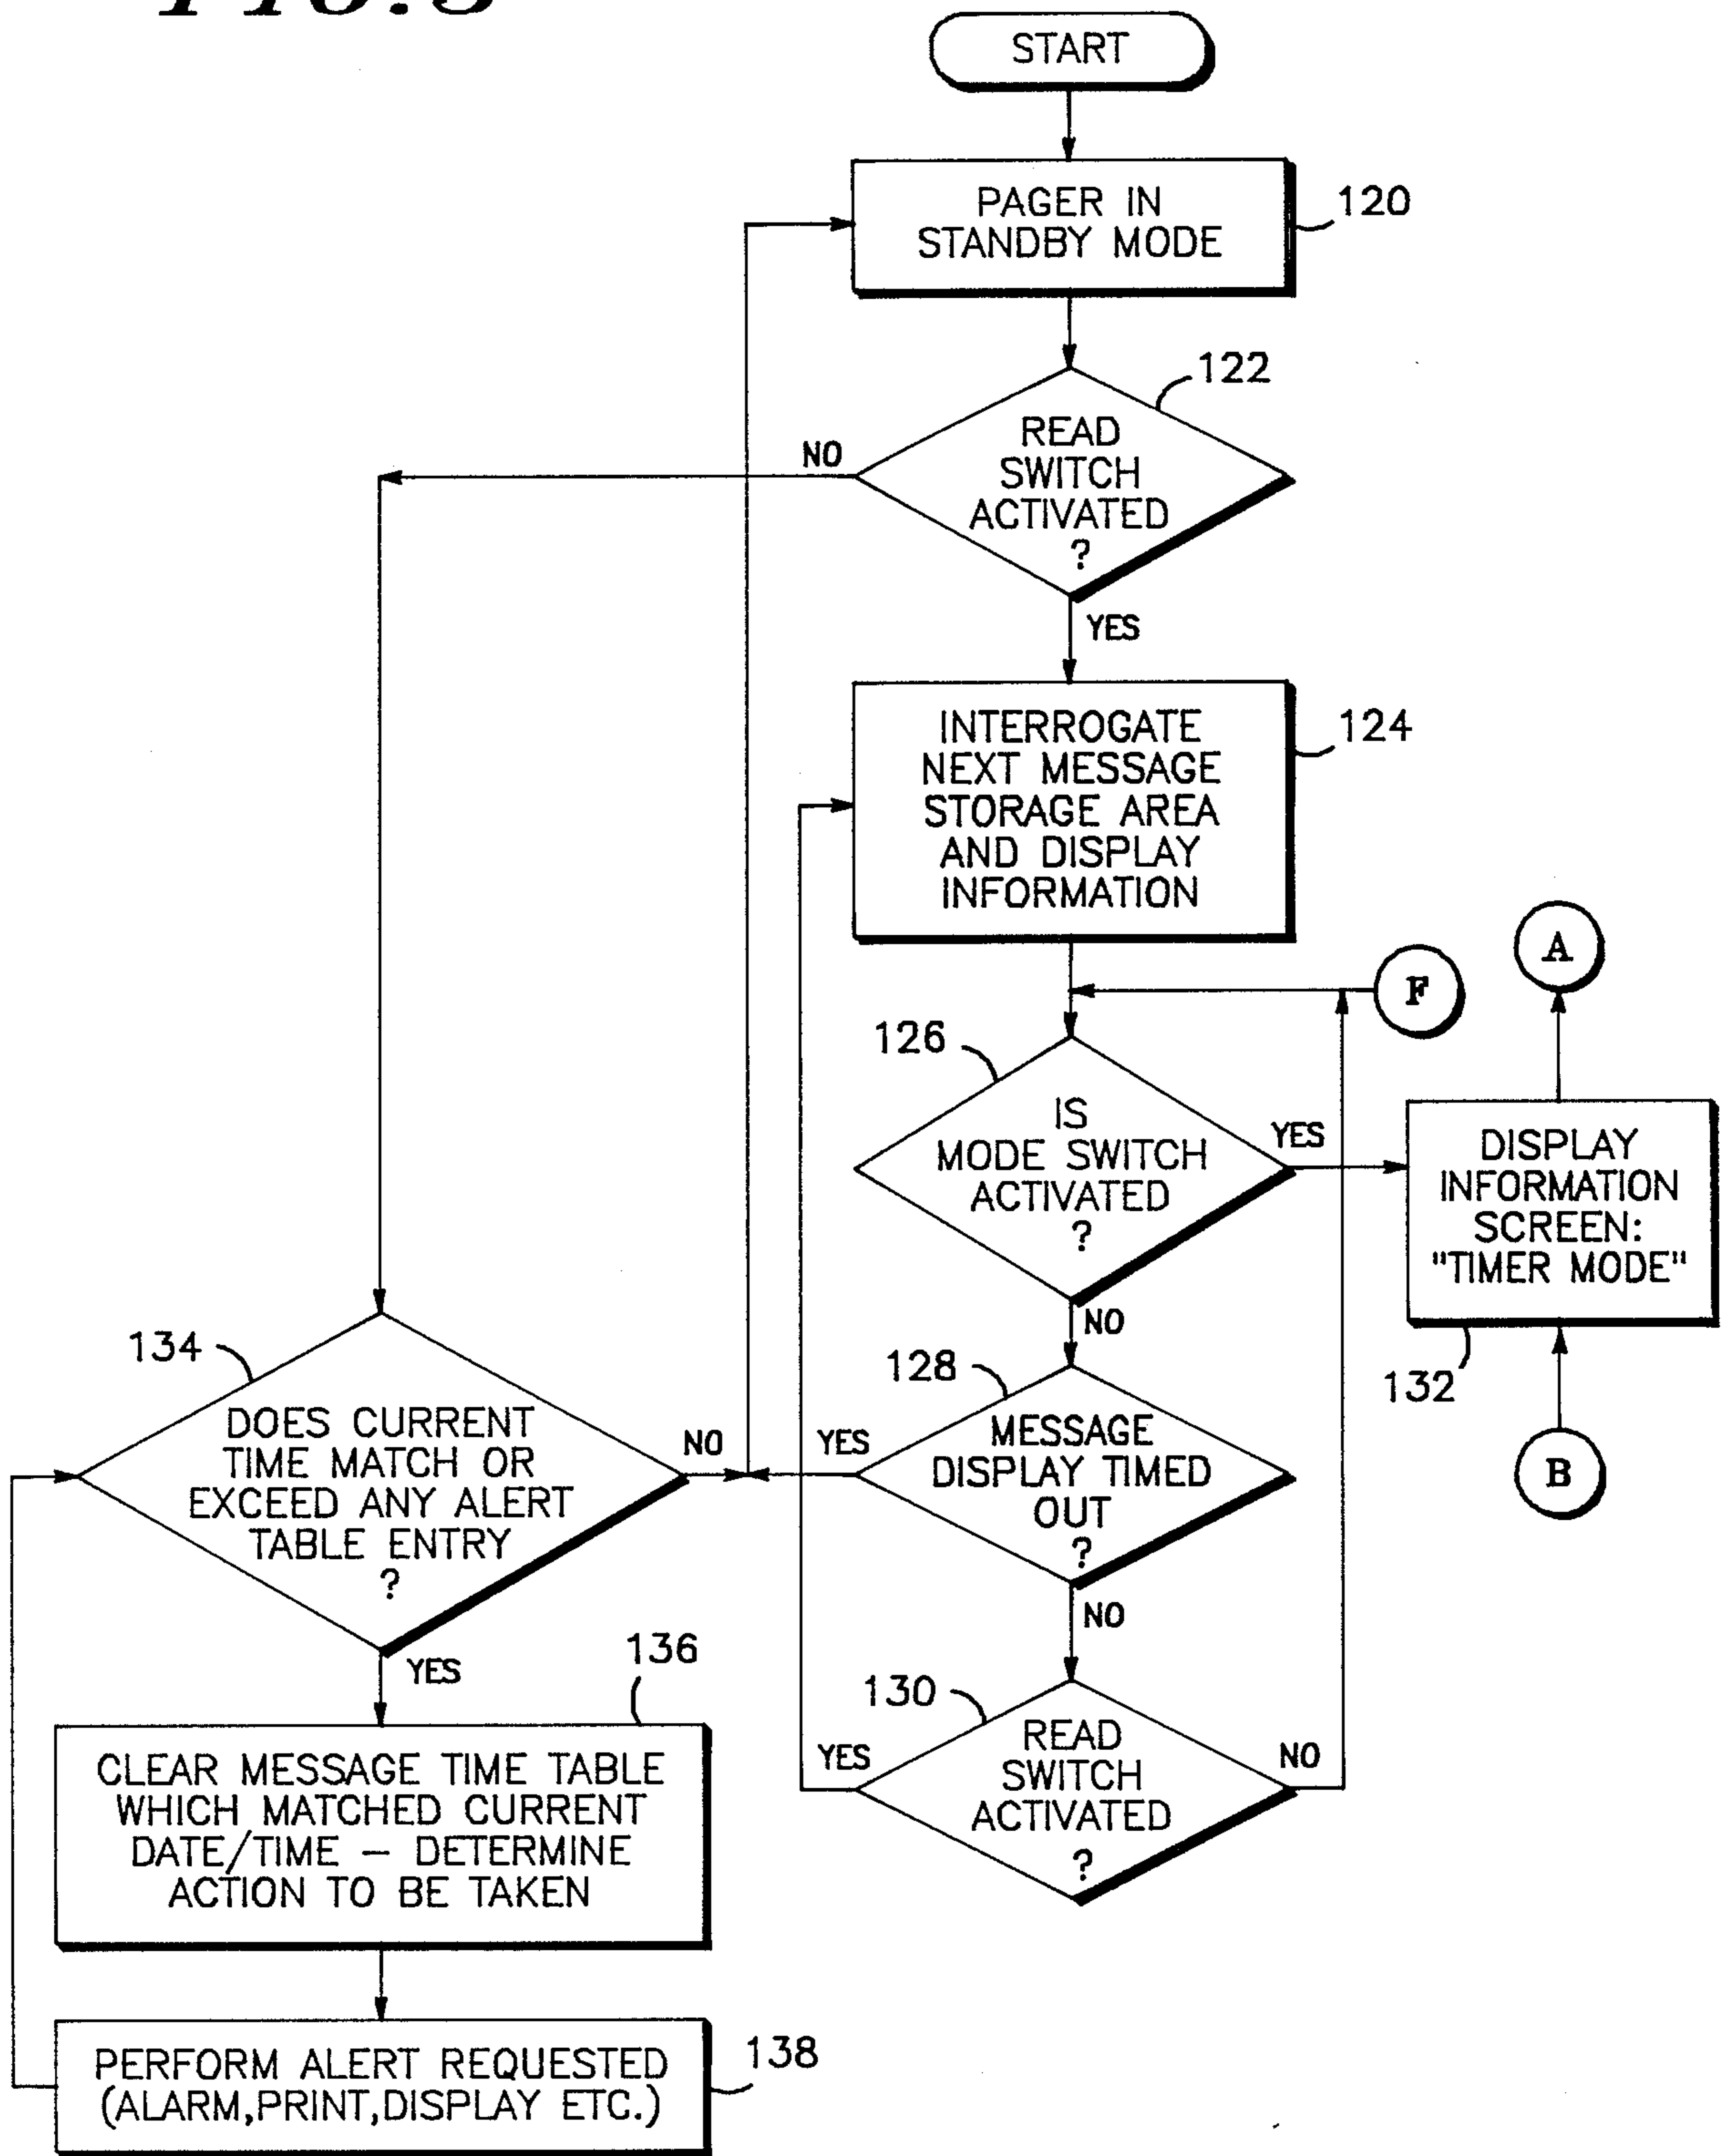 START
PAGER IN
STANDBY MODE
120
122
READ
SWITCH
ACTIVATED
?
NO
YES
INTERROGATE
NEXT MESSAGE
STORAGE AREA
AND DISPLAY
INFORMATION
124
A
F
126
IS
MODE SWITCH
ACTIVATED
?
YES
NO
DISPLAY
INFORMATION
SCREEN:
"TIMER MODE"
132
B
134
DOES CURRENT
TIME MATCH OR
EXCEED ANY ALERT
TABLE ENTRY
?
NO
YES
128
MESSAGE
DISPLAY TIMED
OUT
?
YES
NO
130
READ
SWITCH
ACTIVATED
?
YES
NO
136
CLEAR MESSAGE TIME TABLE
WHICH MATCHED CURRENT
DATE/TIME – DETERMINE
ACTION TO BE TAKEN
PERFORM ALERT REQUESTED
(ALARM,PRINT,DISPLAY ETC.)
138